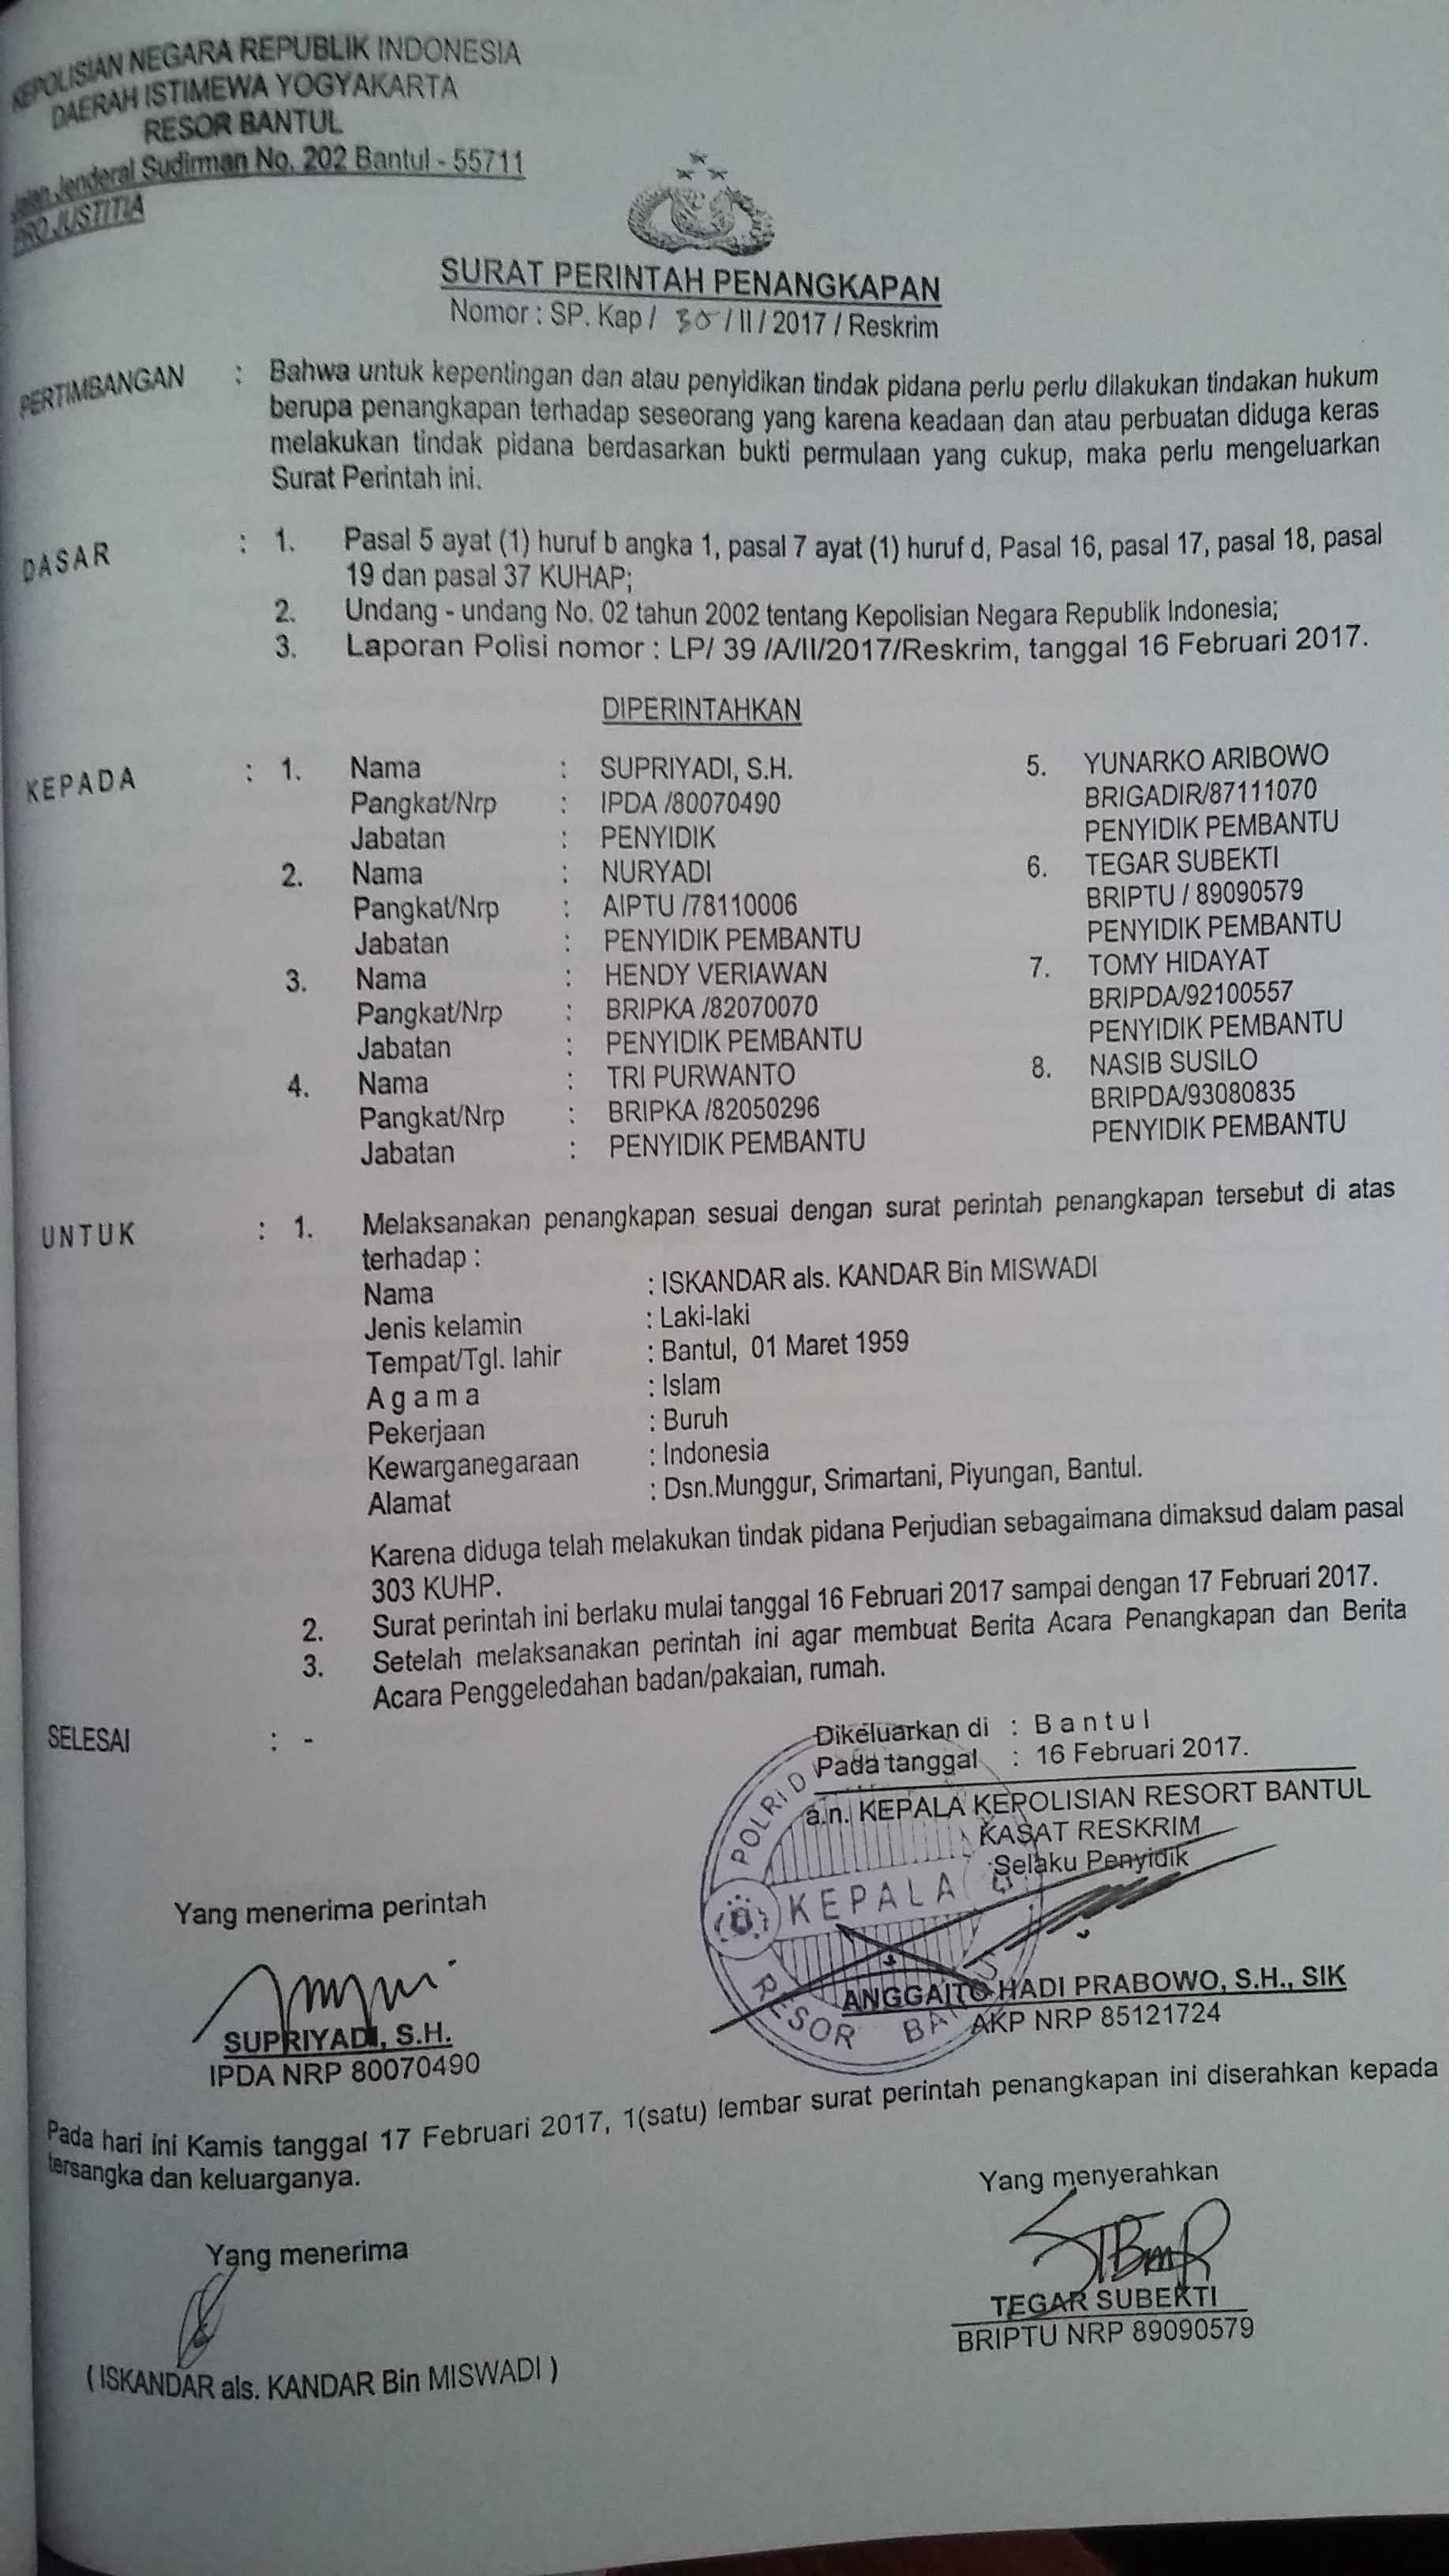 KEPOLISIAN NEGARA REPUBLIK INDONESIA
DAERAH ISTIMEWA YOGYAKARTA
RESOR BANTUL
Jalan Jenderal Sudirman No. 202 Bantul - 55711
PRO JUSTITIA
SURAT PERINTAH PENANGKAPAN
Nomor : SP. Kap / 30 / II / 2017 / Reskrim
PERTIMBANGAN : Bahwa untuk kepentingan dan atau penyidikan tindak pidana perlu perlu dilakukan tindakan hukum
berupa penangkapan terhadap seseorang yang karena keadaan dan atau perbuatan diduga keras
melakukan tindak pidana berdasarkan bukti permulaan yang cukup, maka perlu mengeluarkan
Surat Perintah ini.
DASAR : 1. Pasal 5 ayat (1) huruf b angka 1, pasal 7 ayat (1) huruf d, Pasal 16, pasal 17, pasal 18, pasal
19 dan pasal 37 KUHAP;
2. Undang - undang No. 02 tahun 2002 tentang Kepolisian Negara Republik Indonesia;
3. Laporan Polisi nomor : LP/ 39 /A/II/2017/Reskrim, tanggal 16 Februari 2017.
DIPERINTAHKAN
KEPADA : 1. Nama : SUPRIYADI, S.H. 5. YUNARKO ARIBOWO
Pangkat/Nrp : IPDA /80070490 BRIGADIR/87111070
Jabatan : PENYIDIK PENYIDIK PEMBANTU
2. Nama : NURYADI 6. TEGAR SUBEKTI
Pangkat/Nrp : AIPTU /78110006 BRIPTU / 89090579
Jabatan : PENYIDIK PEMBANTU PENYIDIK PEMBANTU
3. Nama : HENDY VERIAWAN 7. TOMY HIDAYAT
Pangkat/Nrp : BRIPKA /82070070 BRIPDA/92100557
Jabatan : PENYIDIK PEMBANTU PENYIDIK PEMBANTU
4. Nama : TRI PURWANTO 8. NASIB SUSILO
Pangkat/Nrp : BRIPKA /82050296 BRIPDA/93080835
Jabatan : PENYIDIK PEMBANTU PENYIDIK PEMBANTU
UNTUK : 1. Melaksanakan penangkapan sesuai dengan surat perintah penangkapan tersebut di atas
terhadap :
Nama : ISKANDAR als. KANDAR Bin MISWADI
Jenis kelamin : Laki-laki
Tempat/Tgl. lahir : Bantul, 01 Maret 1959
A g a m a : Islam
Pekerjaan : Buruh
Kewarganegaraan : Indonesia
Alamat : Dsn.Munggur, Srimartani, Piyungan, Bantul.
Karena diduga telah melakukan tindak pidana Perjudian sebagaimana dimaksud dalam pasal
303 KUHP.
2. Surat perintah ini berlaku mulai tanggal 16 Februari 2017 sampai dengan 17 Februari 2017.
3. Setelah melaksanakan perintah ini agar membuat Berita Acara Penangkapan dan Berita
Acara Penggeledahan badan/pakaian, rumah.
SELESAI : -
Dikeluarkan di : B a n t u l
Pada tanggal : 16 Februari 2017.
a.n. KEPALA KEPOLISIAN RESORT BANTUL
KASAT RESKRIM
Selaku Penyidik
POLRI D
KEPALA
RESOR
Yang menerima perintah
ANGGAITO HADI PRABOWO, S.H., SIK
AKP NRP 85121724
SUPRIYADI, S.H.
IPDA NRP 80070490
Pada hari ini Kamis tanggal 17 Februari 2017, 1(satu) lembar surat perintah penangkapan ini diserahkan kepada
tersangka dan keluarganya.
Yang menyerahkan
Yang menerima
TEGAR SUBEKTI
BRIPTU NRP 89090579
( ISKANDAR als. KANDAR Bin MISWADI )